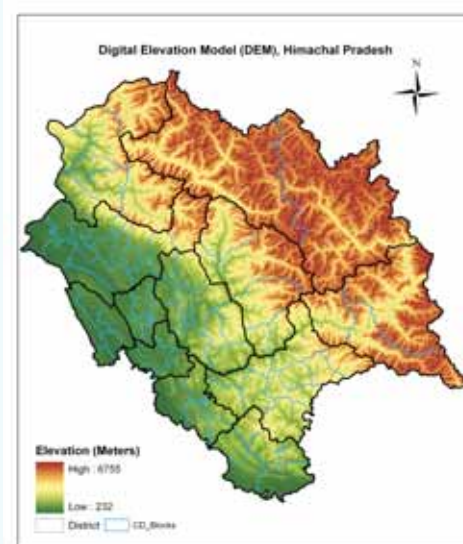 Digital Elevation Model (DEM), Himachal Pradesh
N
Elevation (Meters)
High : 6755
Low : 232
District
CD_Blocks